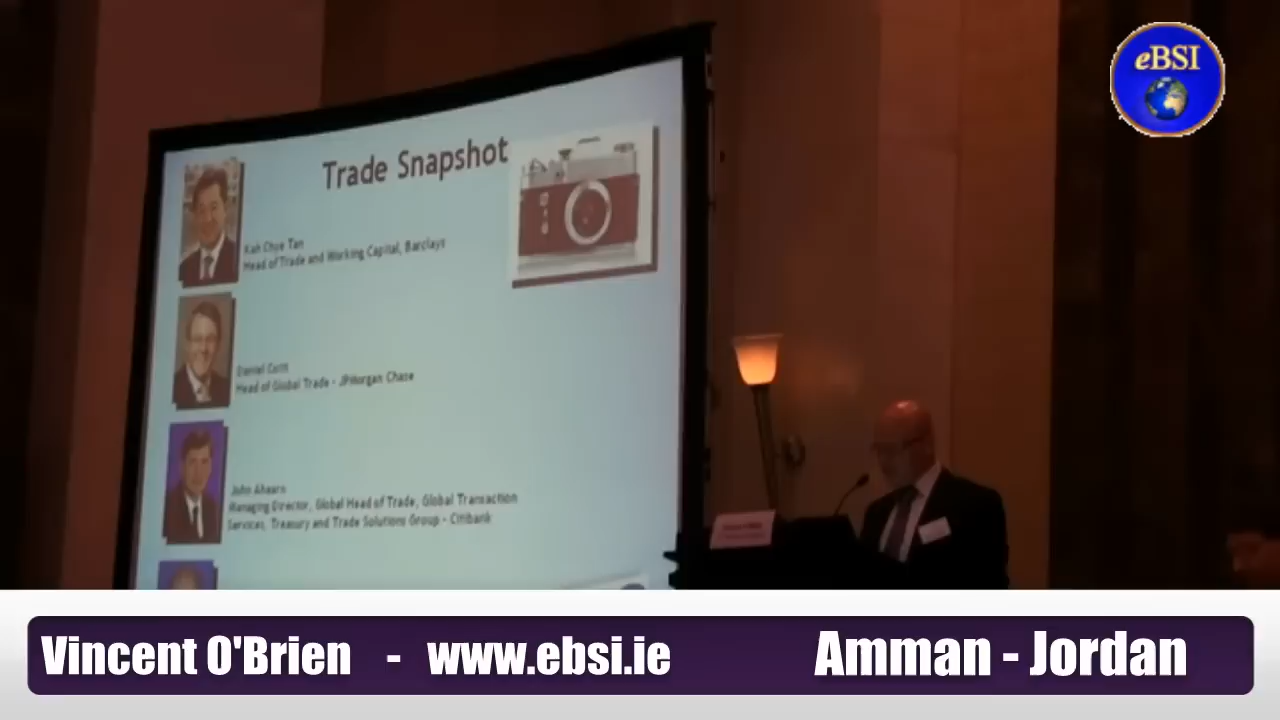 eBSI
Trade Snapshot
Kah Chye Tan
Head of Trade and Working Capital, Barclays
Daniel Cotti
Head of Global Trade - JPMorgan Chase
John Ahearn
Managing Director, Global Head of Trade, Global Transaction
Services, Treasury and Trade Solutions Group - Citibank
Vincent O'Brien - www.ebsi.ie Amman - Jordan